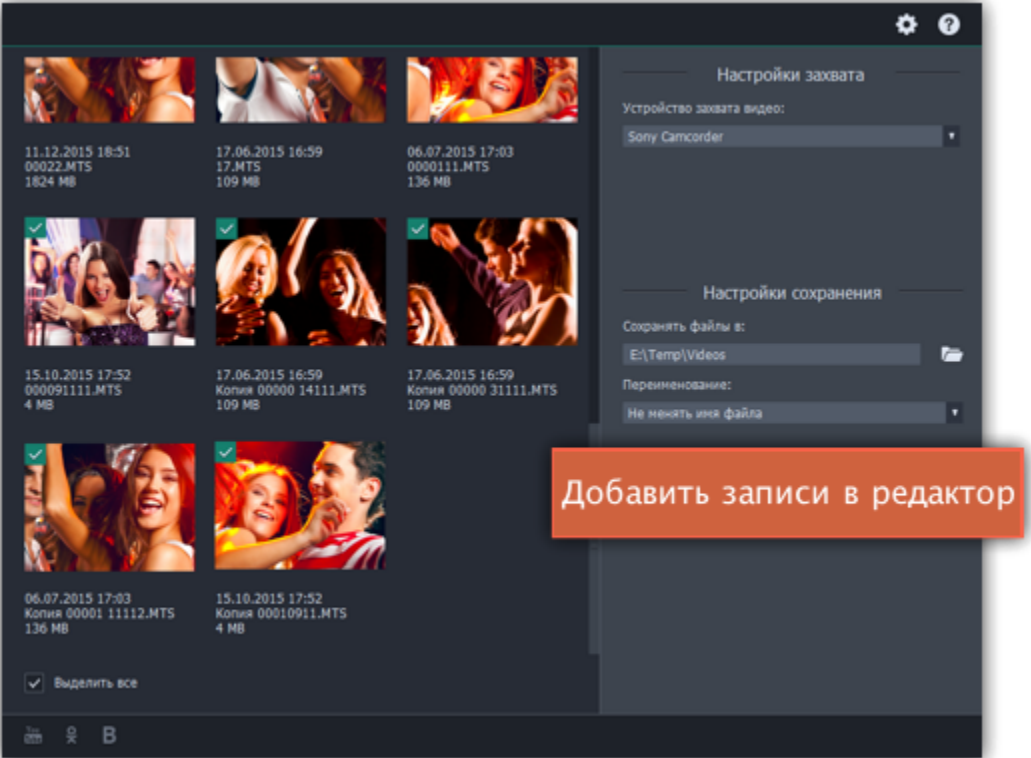 Настройки захвата
Устройство захвата видео:
Sony Camcorder
11.12.2015 18:51
00022.MTS
1824 MB
17.06.2015 16:59
17.MTS
109 MB
06.07.2015 17:03
0000111.MTS
136 MB
15.10.2015 17:52
000091111.MTS
4 MB
17.06.2015 16:59
Копия 00000 14111.MTS
109 MB
17.06.2015 16:59
Копия 00000 31111.MTS
109 MB
Настройки сохранения
Сохранять файлы в:
E:\Temp\Videos
Переименование:
Не менять имя файла
Добавить записи в редактор
06.07.2015 17:03
Копия 00001 11112.MTS
136 MB
15.10.2015 17:52
Копия 00010911.MTS
4 MB
Выделить все